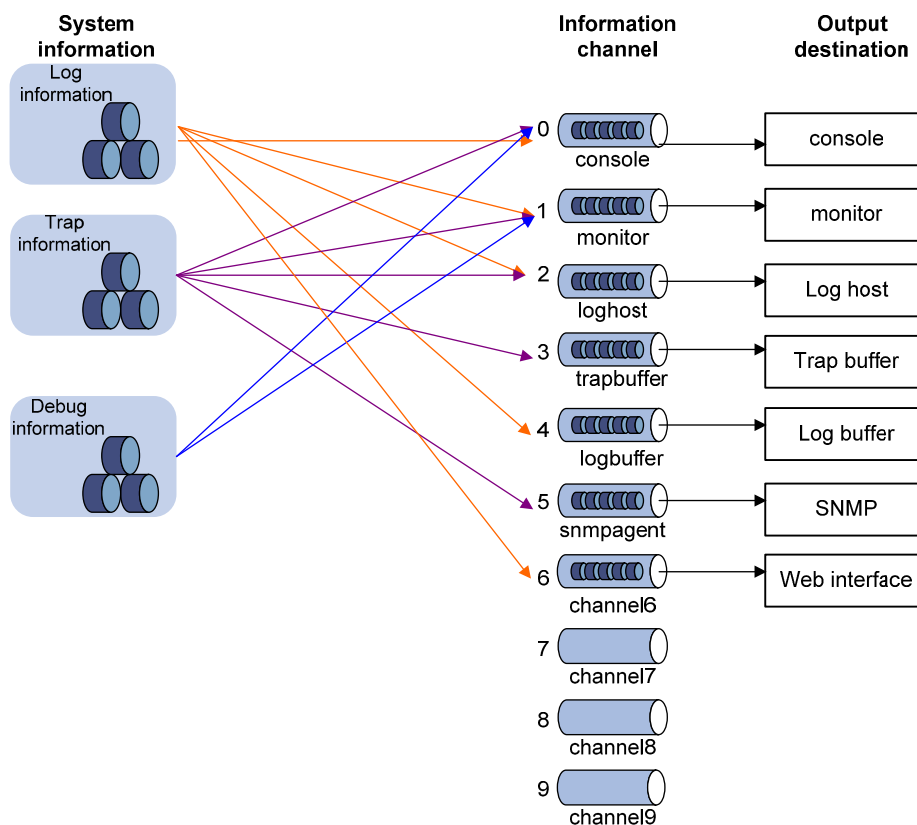 System
information
Information
channel
Output
destination
Log
information
Trap
information
Debug
information
0
console
1
monitor
2
loghost
3
trapbuffer
4
logbuffer
5
snmpagent
6
channel6
7
channel7
8
channel8
9
channel9
console
monitor
Log host
Trap buffer
Log buffer
SNMP
Web interface